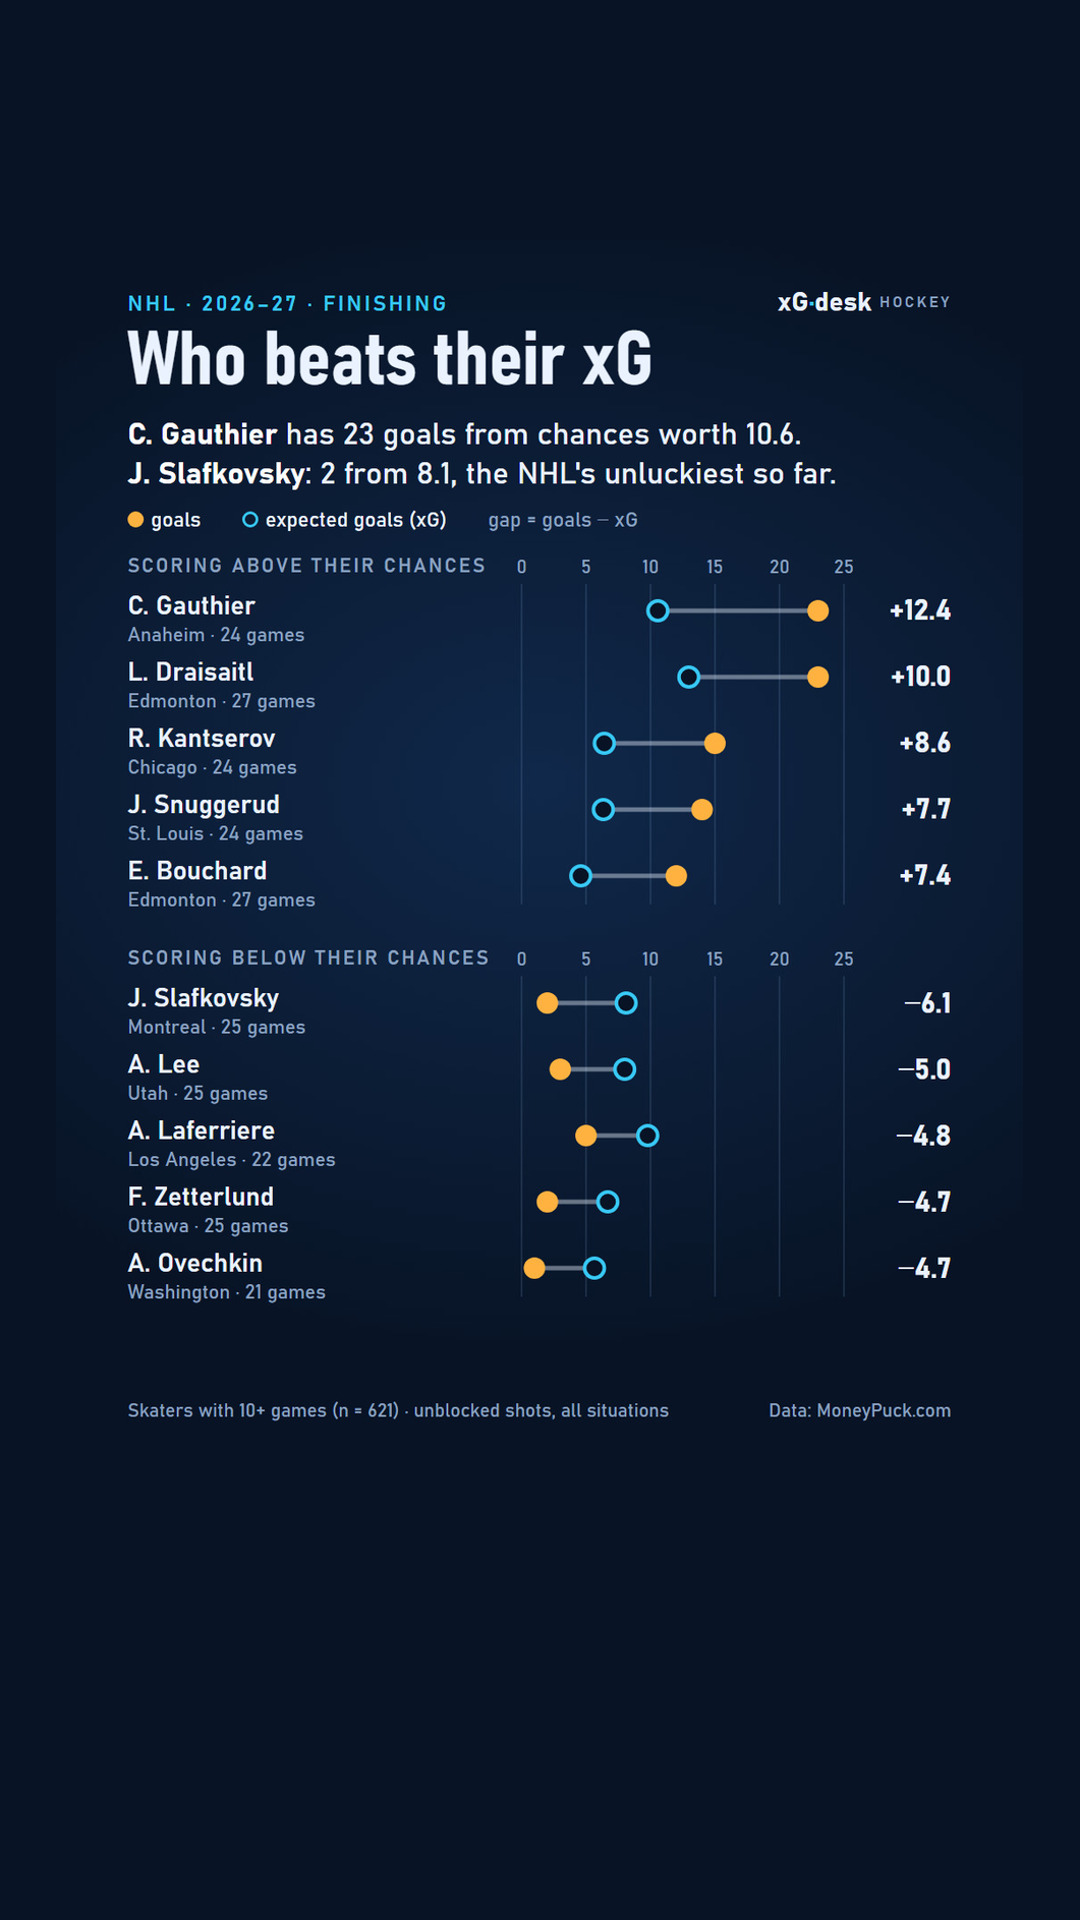 NHL · 2026–27 · FINISHING
xG·desk HOCKEY
Who beats their xG
C. Gauthier has 23 goals from chances worth 10.6.
J. Slafkovsky: 2 from 8.1, the NHL's unluckiest so far.
goals expected goals (xG) gap = goals − xG
SCORING ABOVE THEIR CHANCES 0 5 10 15 20 25
C. Gauthier +12.4
Anaheim · 24 games
L. Draisaitl +10.0
Edmonton · 27 games
R. Kantserov +8.6
Chicago · 24 games
J. Snuggerud +7.7
St. Louis · 24 games
E. Bouchard +7.4
Edmonton · 27 games
SCORING BELOW THEIR CHANCES 0 5 10 15 20 25
J. Slafkovsky −6.1
Montreal · 25 games
A. Lee −5.0
Utah · 25 games
A. Laferriere −4.8
Los Angeles · 22 games
F. Zetterlund −4.7
Ottawa · 25 games
A. Ovechkin −4.7
Washington · 21 games
Skaters with 10+ games (n = 621) · unblocked shots, all situations
Data: MoneyPuck.com